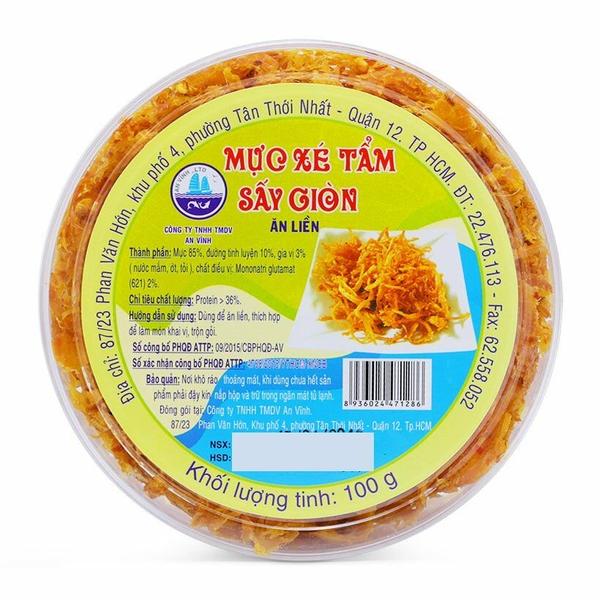 Địa chỉ: 87/23 Phan Văn Hớn, khu phố 4, phường Tân Thới Nhất - Quận 12. TP HCM. ĐT: 22.476.113 - Fax: 62.558.052
AN VINH ., LTD
MỰC XÉ TẨM
SẤY GIÒN
ĂN LIỀN
CÔNG TY TNHH TMDV
AN VĨNH
Thành phần: Mực 85%, đường tinh luyện 10%, gia vị 3%
( nước mắm, ớt, tỏi ), chất điều vị: Mononatri glutamat
(621) 2%.
Chỉ tiêu chất lượng: Protein > 36%.
Hướng dẫn sử dụng: Dùng để ăn liền, thích hợp
để làm món khai vị, trộn gỏi.
Số công bố PHQĐ ATTP: 09/2015/CBPHQĐ-AV
Số xác nhận công bố PHQĐ ATTP:
Bảo quản: Nơi khô ráo, thoáng mát, khi dùng chưa hết sản
phẩm phải đậy kín nắp hộp và trữ trong ngăn mát tủ lạnh.
Đóng gói tại: Công ty TNHH TMDV An Vĩnh.
87/23 Phan Văn Hớn, Khu phố 4, phường Tân Thới Nhất - Quận 12. Tp.HCM
8 936024 471286
NSX:
HSD:
Khối lượng tịnh: 100 g